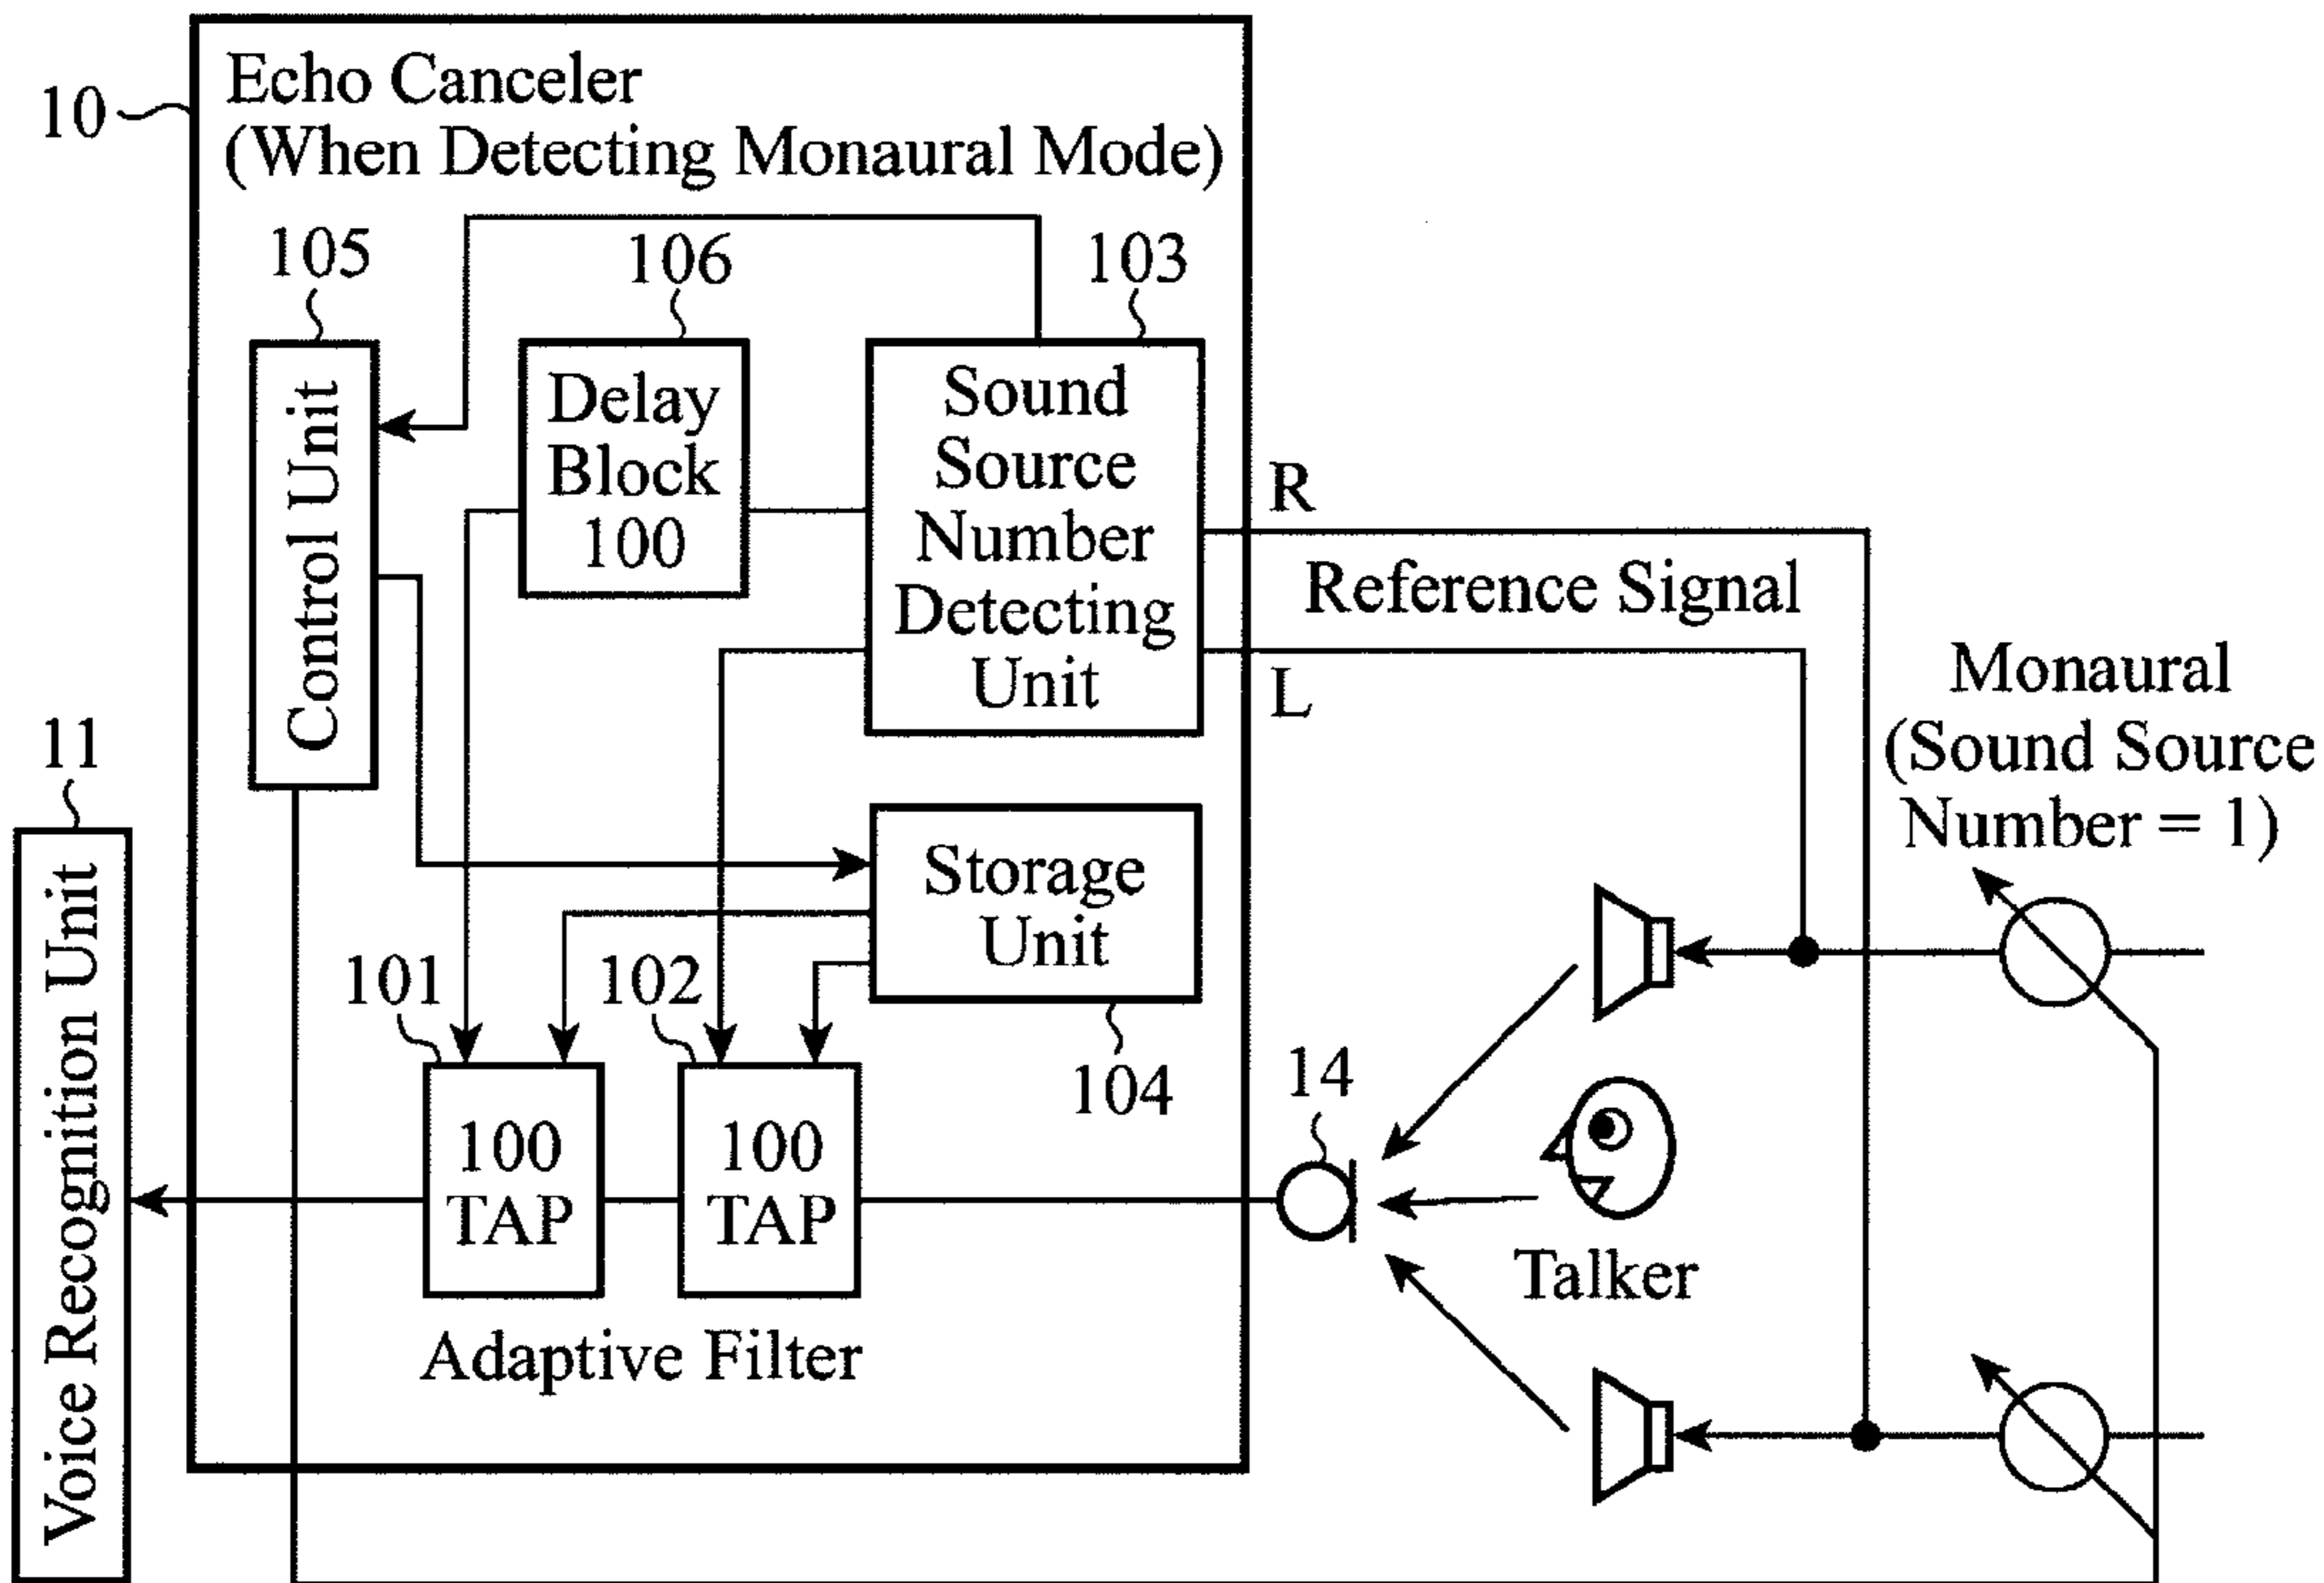 Echo Canceler
(When Detecting Monaural Mode)
10
105
106
103
Control Unit
Delay
Block
100
Sound
Source
Number
Detecting
Unit
R
Reference Signal
L
Monaural
(Sound Source
Number = 1)
11
Voice Recognition Unit
Storage
Unit
101
102
104
14
100
TAP
100
TAP
Talker
Adaptive Filter